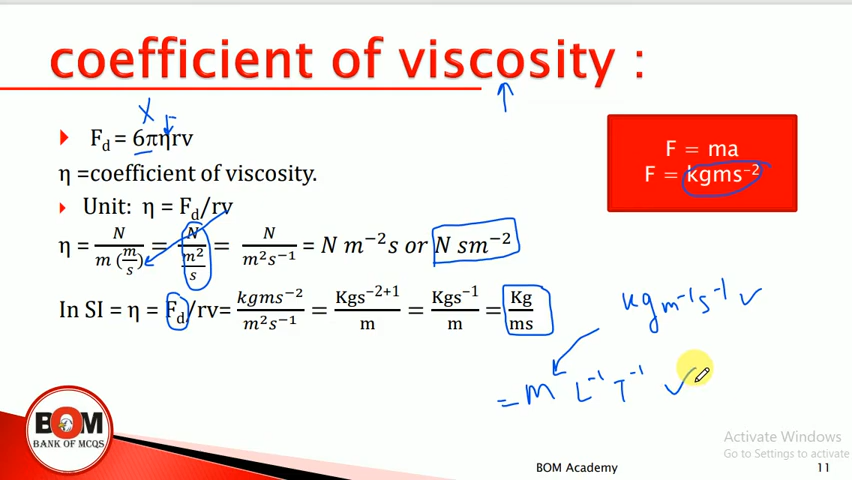 coefficient of viscosity :
X
F
F_d = 6πηrv
F = ma
F = kgms⁻²
η =coefficient of viscosity.
Unit: η = F_d/rv
η = N / m (m/s) = N / (m²/s) = N / m²s⁻¹ = N m⁻²s or N sm⁻²
kgm⁻¹s⁻¹ ✓
In SI = η = F_d/rv= kgms⁻² / m²s⁻¹ = Kgs⁻²⁺¹ / m = Kgs⁻¹ / m = Kg / ms
= M L⁻¹ T⁻¹ ✓
BOM
BANK OF MCQS
Activate Windows
Go to Settings to activate
BOM Academy
11